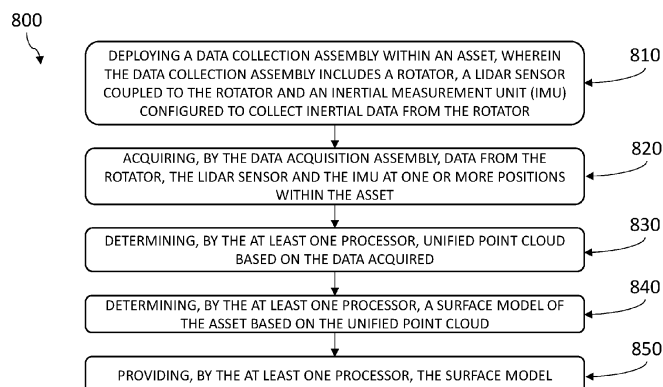 800
DEPLOYING A DATA COLLECTION ASSEMBLY WITHIN AN ASSET, WHEREIN
THE DATA COLLECTION ASSEMBLY INCLUDES A ROTATOR, A LIDAR SENSOR
COUPLED TO THE ROTATOR AND AN INERTIAL MEASUREMENT UNIT (IMU)
CONFIGURED TO COLLECT INERTIAL DATA FROM THE ROTATOR
810
ACQUIRING, BY THE DATA ACQUISITION ASSEMBLY, DATA FROM THE
ROTATOR, THE LIDAR SENSOR AND THE IMU AT ONE OR MORE POSITIONS
WITHIN THE ASSET
820
DETERMINING, BY THE AT LEAST ONE PROCESSOR, UNIFIED POINT CLOUD
BASED ON THE DATA ACQUIRED
830
DETERMINING, BY THE AT LEAST ONE PROCESSOR, A SURFACE MODEL OF
THE ASSET BASED ON THE UNIFIED POINT CLOUD
840
PROVIDING, BY THE AT LEAST ONE PROCESSOR, THE SURFACE MODEL
850